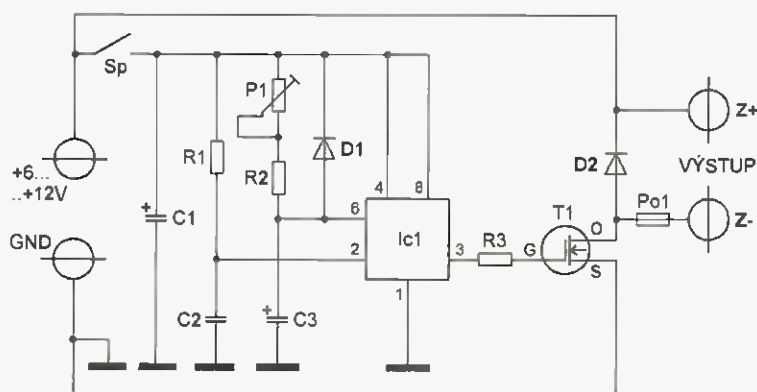 Sp
P1
Z+
+6...
..+12V
R1
R2
D1
D2
VÝSTUP
4
8
C1
6
T1
Po1
GND
2
Ic1
3
R3
G
O
S
Z-
1
+
C2
+
C3
+